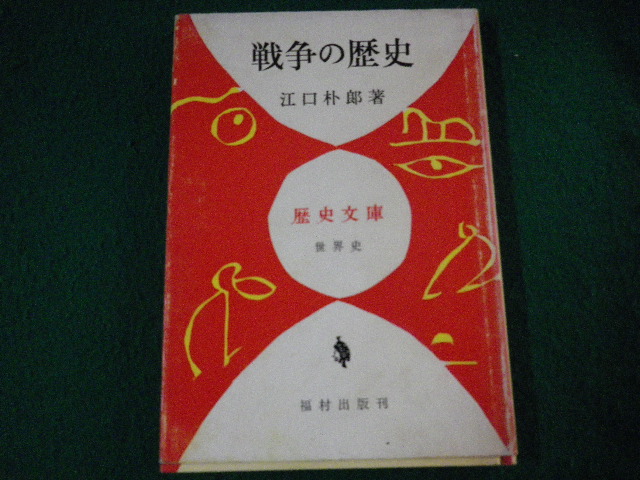 戦争の歴史
江口朴郎著
歴史文庫
世界史
福村出版刊